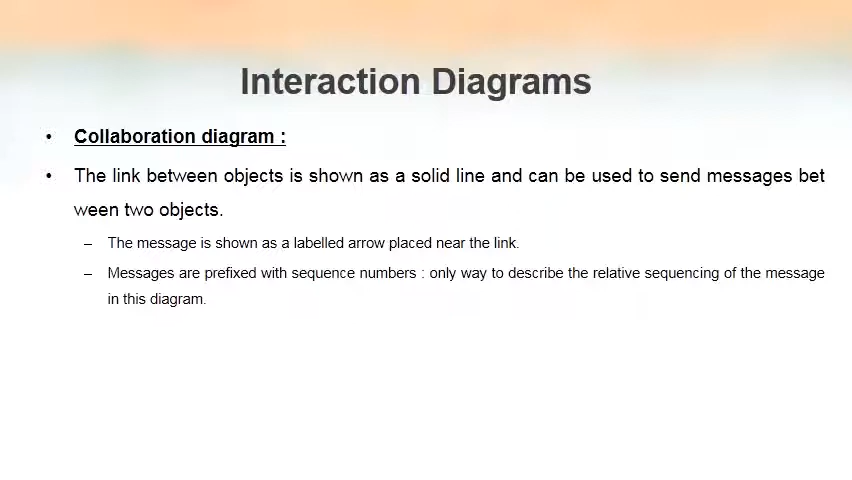 Interaction Diagrams
• Collaboration diagram :
• The link between objects is shown as a solid line and can be used to send messages bet
ween two objects.
– The message is shown as a labelled arrow placed near the link.
– Messages are prefixed with sequence numbers : only way to describe the relative sequencing of the message
in this diagram.